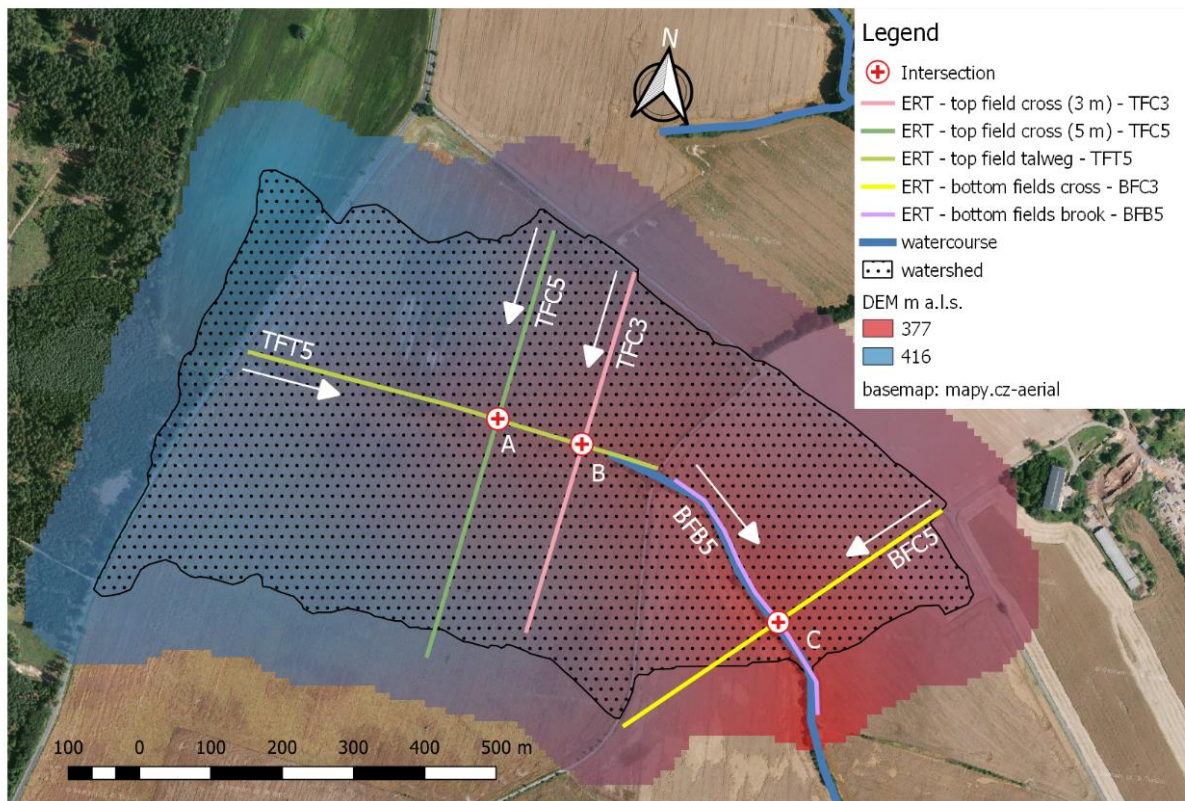 N
Legend
Intersection
ERT - top field cross (3 m) - TFC3
ERT - top field cross (5 m) - TFC5
ERT - top field talweg - TFT5
ERT - bottom fields cross - BFC3
ERT - bottom fields brook - BFB5
watercourse
watershed
DEM m a.l.s.
377
416
basemap: mapy.cz-aerial
TFC5
TFC3
TFT5
A
B
BFB5
BFC5
C
100 0 100 200 300 400 500 m